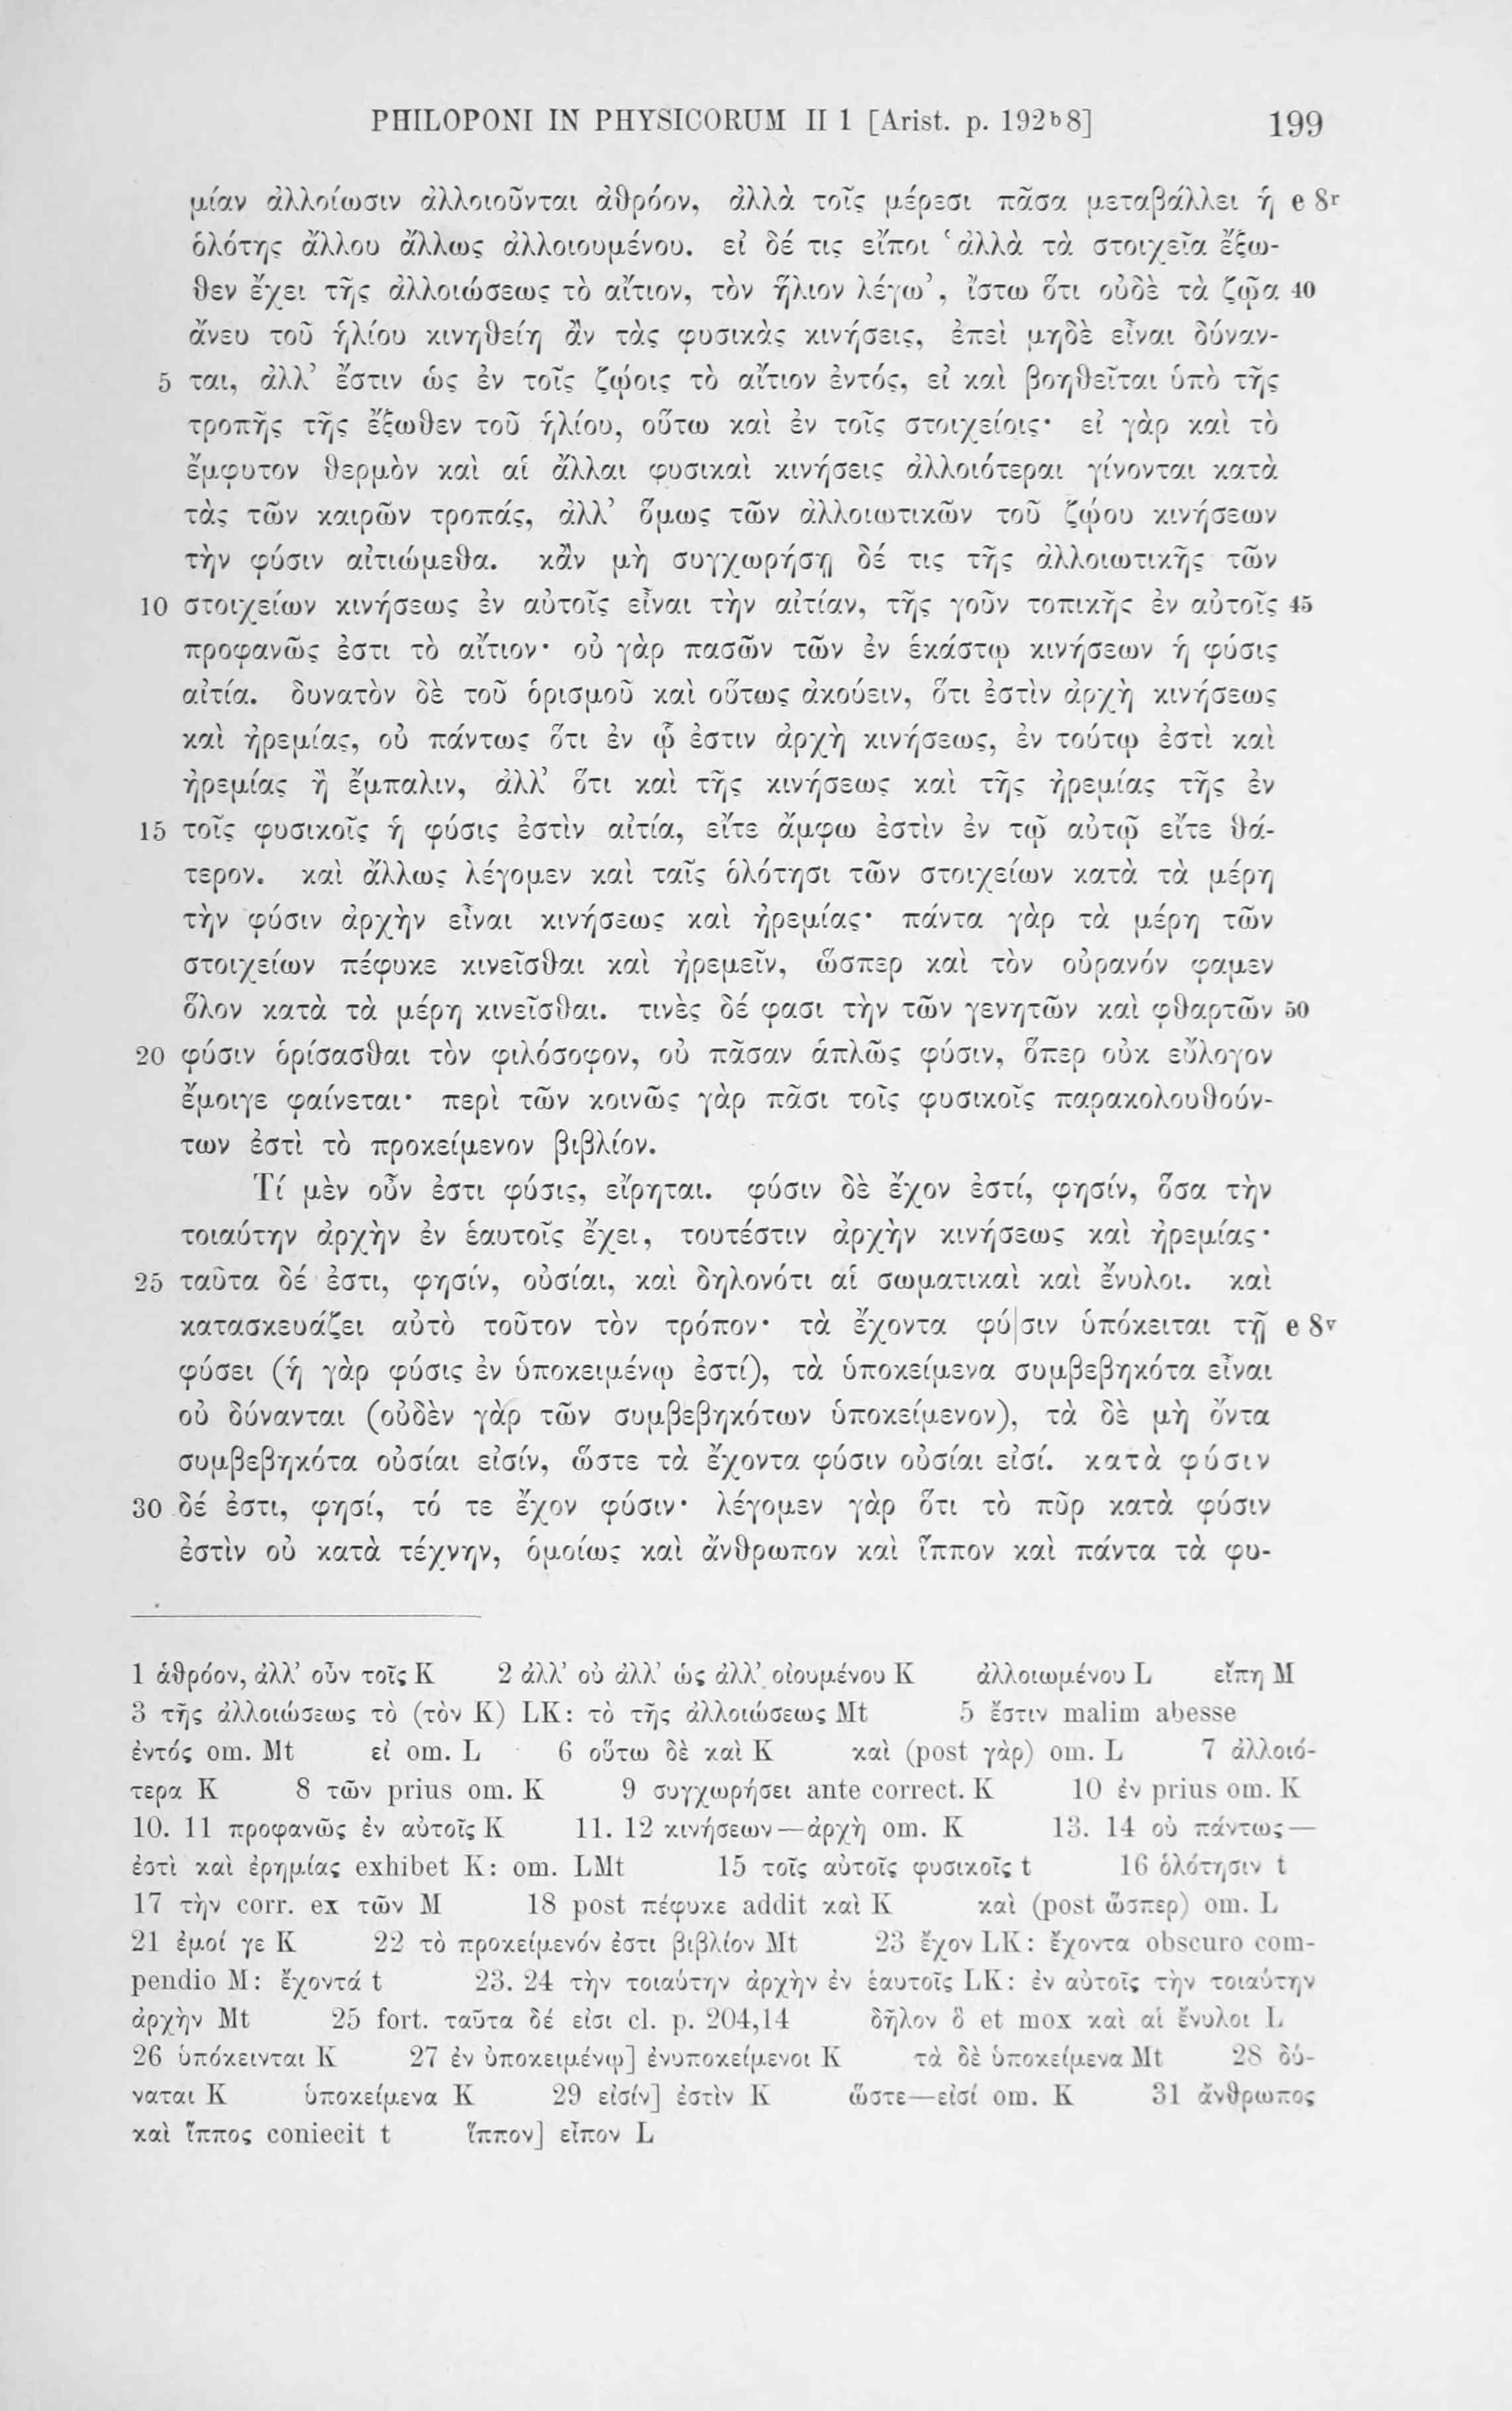 PHILOPONI IN PHYSICORUM II 1 [Arist. p. 192ᵇ8] 199
μίαν ἀλλοίωσιν ἀλλοιοῦνται ἀθρόον, ἀλλὰ τοῖς μέρεσι πᾶσα μεταβάλλει ἡ e 8ʳ
ὁλότης ἄλλου ἄλλως ἀλλοιουμένου. εἰ δέ τις εἴποι ‘ἀλλὰ τὰ στοιχεῖα ἔξω-
θεν ἔχει τῆς ἀλλοιώσεως τὸ αἴτιον, τὸν ἥλιον λέγω’, ἴστω ὅτι οὐδὲ τὰ ζῷα 40
ἄνευ τοῦ ἡλίου κινηθείη ἂν τὰς φυσικὰς κινήσεις, ἐπεὶ μηδὲ εἶναι δύναν-
5 ται, ἀλλ’ ἔστιν ὡς ἐν τοῖς ζῴοις τὸ αἴτιον ἐντός, εἰ καὶ βοηθεῖται ὑπὸ τῆς
τροπῆς τῆς ἔξωθεν τοῦ ἡλίου, οὕτω καὶ ἐν τοῖς στοιχείοις· εἰ γὰρ καὶ τὸ
ἔμφυτον θερμὸν καὶ αἱ ἄλλαι φυσικαὶ κινήσεις ἀλλοιότεραι γίνονται κατὰ
τὰς τῶν καιρῶν τροπάς, ἀλλ’ ὅμως τῶν ἀλλοιωτικῶν τοῦ ζῴου κινήσεων
τὴν φύσιν αἰτιώμεθα. κἂν μὴ συγχωρήσῃ δέ τις τῆς ἀλλοιωτικῆς τῶν
10 στοιχείων κινήσεως ἐν αὐτοῖς εἶναι τὴν αἰτίαν, τῆς γοῦν τοπικῆς ἐν αὐτοῖς 45
προφανῶς ἐστι τὸ αἴτιον· οὐ γὰρ πασῶν τῶν ἐν ἑκάστῳ κινήσεων ἡ φύσις
αἰτία. δυνατὸν δὲ τοῦ ὁρισμοῦ καὶ οὕτως ἀκούειν, ὅτι ἐστὶν ἀρχὴ κινήσεως
καὶ ἠρεμίας, οὐ πάντως ὅτι ἐν ᾧ ἐστιν ἀρχὴ κινήσεως, ἐν τούτῳ ἐστὶ καὶ
ἠρεμίας ἢ ἔμπαλιν, ἀλλ’ ὅτι καὶ τῆς κινήσεως καὶ τῆς ἠρεμίας τῆς ἐν
15 τοῖς φυσικοῖς ἡ φύσις ἐστὶν αἰτία, εἴτε ἄμφω ἐστὶν ἐν τῷ αὐτῷ εἴτε θά-
τερον. καὶ ἄλλως λέγομεν καὶ ταῖς ὁλότησι τῶν στοιχείων κατὰ τὰ μέρη
τὴν φύσιν ἀρχὴν εἶναι κινήσεως καὶ ἠρεμίας· πάντα γὰρ τὰ μέρη τῶν
στοιχείων πέφυκε κινεῖσθαι καὶ ἠρεμεῖν, ὥσπερ καὶ τὸν οὐρανόν φαμεν
ὅλον κατὰ τὰ μέρη κινεῖσθαι. τινὲς δέ φασι τὴν τῶν γενητῶν καὶ φθαρτῶν 50
20 φύσιν ὁρίσασθαι τὸν φιλόσοφον, οὐ πᾶσαν ἁπλῶς φύσιν, ὅπερ οὐκ εὔλογον
ἔμοιγε φαίνεται· περὶ τῶν κοινῶς γὰρ πᾶσι τοῖς φυσικοῖς παρακολουθούν-
των ἐστὶ τὸ προκείμενον βιβλίον.
Τί μὲν οὖν ἐστι φύσις, εἴρηται. φύσιν δὲ ἔχον ἐστί, φησίν, ὅσα τὴν
τοιαύτην ἀρχὴν ἐν ἑαυτοῖς ἔχει, τουτέστιν ἀρχὴν κινήσεως καὶ ἠρεμίας·
25 ταῦτα δέ ἐστι, φησίν, οὐσίαι, καὶ δηλονότι αἱ σωματικαὶ καὶ ἔνυλοι. καὶ
κατασκευάζει αὐτὸ τοῦτον τὸν τρόπον· τὰ ἔχοντα φύ|σιν ὑπόκειται τῇ e 8ᵛ
φύσει (ἡ γὰρ φύσις ἐν ὑποκειμένῳ ἐστί), τὰ ὑποκείμενα συμβεβηκότα εἶναι
οὐ δύνανται (οὐδὲν γὰρ τῶν συμβεβηκότων ὑποκείμενον), τὰ δὲ μὴ ὄντα
συμβεβηκότα οὐσίαι εἰσίν, ὥστε τὰ ἔχοντα φύσιν οὐσίαι εἰσί. κατὰ φύσιν
30 δέ ἐστι, φησί, τό τε ἔχον φύσιν· λέγομεν γὰρ ὅτι τὸ πῦρ κατὰ φύσιν
ἐστὶν οὐ κατὰ τέχνην, ὁμοίως καὶ ἄνθρωπον καὶ ἵππον καὶ πάντα τὰ φυ-
1 ἀθρόον, ἀλλ’ οὖν τοῖς K 2 ἀλλ’ οὐ ἀλλ’ ὡς ἀλλ’ οἰουμένου K ἀλλοιωμένου L εἴπῃ M
3 τῆς ἀλλοιώσεως τὸ (τὸν K) LK: τὸ τῆς ἀλλοιώσεως Mt 5 ἔστιν malim abesse
ἐντός om. Mt εἰ om. L 6 οὕτω δὲ καὶ K καὶ (post γὰρ) om. L 7 ἀλλοιό-
τερα K 8 τῶν prius om. K 9 συγχωρήσει ante correct. K 10 ἐν prius om. K
10. 11 προφανῶς ἐν αὐτοῖς K 11. 12 κινήσεων—ἀρχὴ om. K 13. 14 οὐ πάντως—
ἐστὶ καὶ ἐρημίας exhibet K: om. LMt 15 τοῖς αὐτοῖς φυσικοῖς t 16 ὁλότησιν t
17 τὴν corr. ex τῶν M 18 post πέφυκε addit καὶ K καὶ (post ὥσπερ) om. L
21 ἐμοί γε K 22 τὸ προκείμενόν ἐστι βιβλίον Mt 23 ἔχον LK: ἔχοντα obscuro com-
pendio M: ἔχοντά t 23. 24 τὴν τοιαύτην ἀρχὴν ἐν ἑαυτοῖς LK: ἐν αὐτοῖς τὴν τοιαύτην
ἀρχὴν Mt 25 fort. ταῦτα δέ εἰσι cl. p. 204,14 δῆλον ὃ et mox καὶ αἱ ἔνυλοι L
26 ὑπόκεινται K 27 ἐν ὑποκειμένῳ] ἐνυποκείμενοι K τὰ δὲ ὑποκείμενα Mt 28 δύ-
ναται K ὑποκείμενα K 29 εἰσίν] ἐστὶν K ὥστε—εἰσί om. K 31 ἄνθρωπος
καὶ ἵππος coniecit t ἵππον] εἶπον L